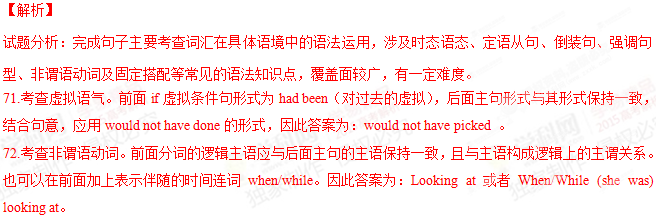 【解析】
试题分析：完成句子主要考查词汇在具体语境中的语法运用，涉及时态语态、定语从句、倒装句、强调句
型、非谓语动词及固定搭配等常见的语法知识点，覆盖面较广，有一定难度。
71.考查虚拟语气。前面 if 虚拟条件句形式为 had been（对过去的虚拟），后面主句形式与其形式保持一致，
结合句意，应用 would not have done 的形式，因此答案为：would not have picked 。
72.考查非谓语动词。前面分词的逻辑主语应与后面主句的主语保持一致，且与主语构成逻辑上的主谓关系。
也可以在前面加上表示伴随的时间连词 when/while。因此答案为：Looking at 或者 When/While (she was)
looking at。